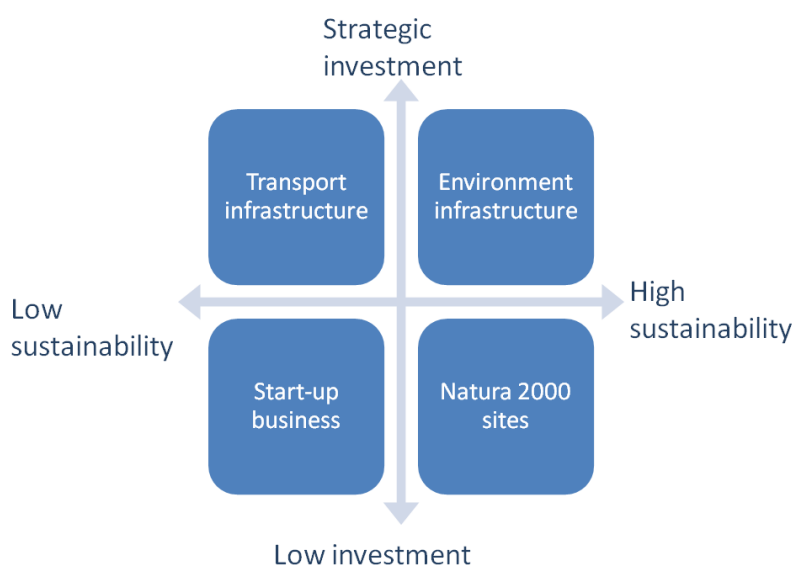 Strategic
investment
Transport
infrastructure
Environment
infrastructure
Low
sustainability
High
sustainability
Start-up
business
Natura 2000
sites
Low investment